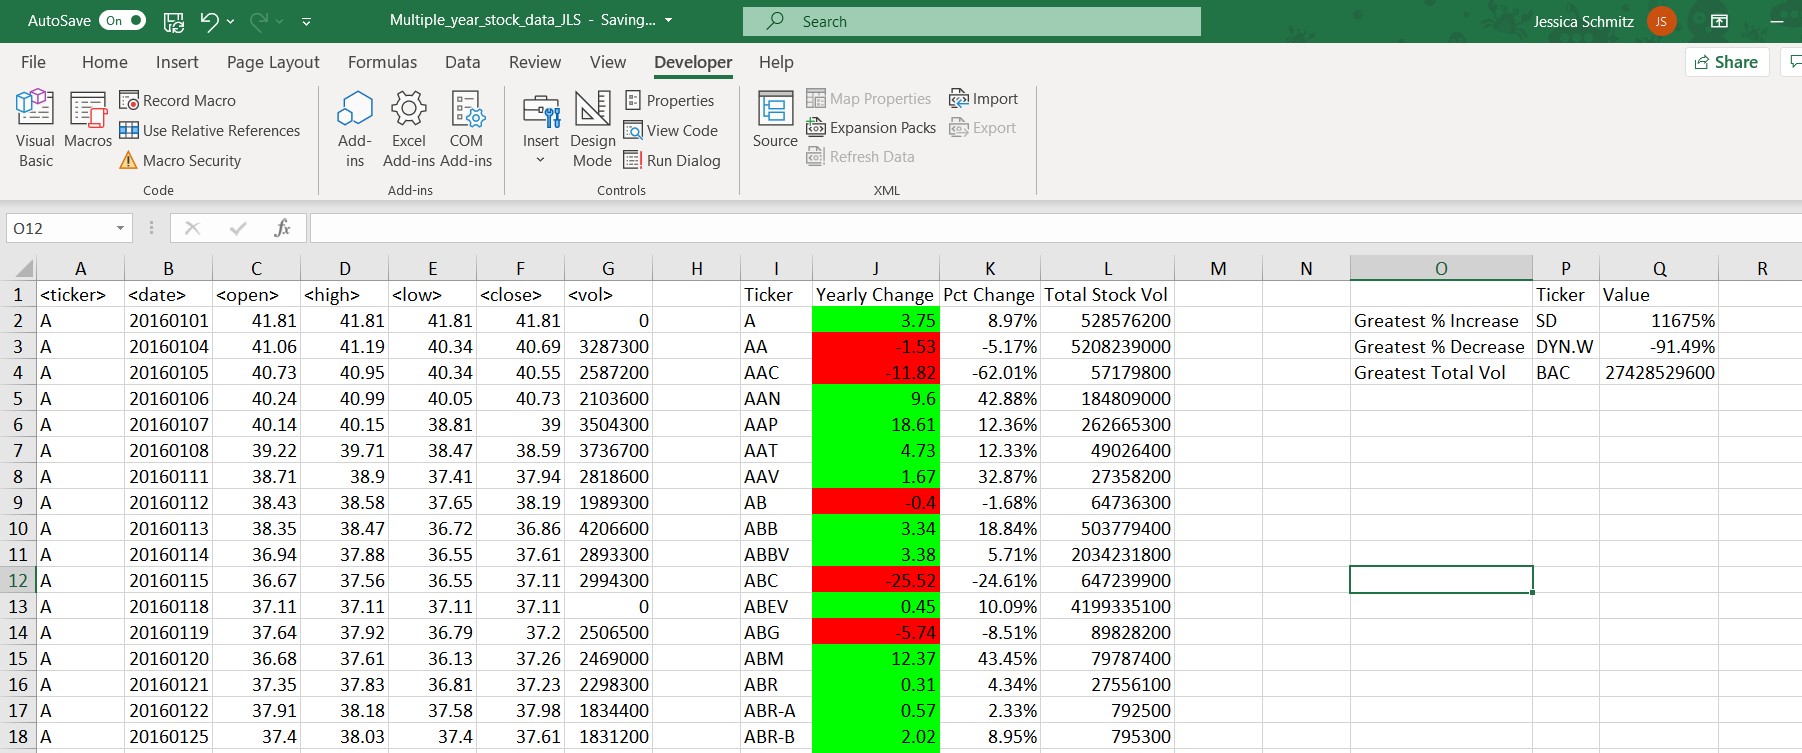 AutoSave On Multiple_year_stock_data_JLS - Saving... Search Jessica Schmitz JS
File Home Insert Page Layout Formulas Data Review View Developer Help Share
Visual Basic
Macros
Record Macro
Use Relative References
Macro Security
Code
Add-ins
Excel Add-ins
COM Add-ins
Add-ins
Insert
Design Mode
Properties
View Code
Run Dialog
Controls
Source
Map Properties
Expansion Packs
Refresh Data
Import
Export
XML
O12 fx
A B C D E F G H I J K L M N O P Q R
1 <ticker> <date> <open> <high> <low> <close> <vol> Ticker Yearly Change Pct Change Total Stock Vol Ticker Value
2 A 20160101 41.81 41.81 41.81 41.81 0 A 3.75 8.97% 528576200 Greatest % Increase SD 11675%
3 A 20160104 41.06 41.19 40.34 40.69 3287300 AA -1.53 -5.17% 5208239000 Greatest % Decrease DYN.W -91.49%
4 A 20160105 40.73 40.95 40.34 40.55 2587200 AAC -11.82 -62.01% 57179800 Greatest Total Vol BAC 27428529600
5 A 20160106 40.24 40.99 40.05 40.73 2103600 AAN 9.6 42.88% 184809000
6 A 20160107 40.14 40.15 38.81 39 3504300 AAP 18.61 12.36% 262665300
7 A 20160108 39.22 39.71 38.47 38.59 3736700 AAT 4.73 12.33% 49026400
8 A 20160111 38.71 38.9 37.41 37.94 2818600 AAV 1.67 32.87% 27358200
9 A 20160112 38.43 38.58 37.65 38.19 1989300 AB -0.4 -1.68% 64736300
10 A 20160113 38.35 38.47 36.72 36.86 4206600 ABB 3.34 18.84% 503779400
11 A 20160114 36.94 37.88 36.55 37.61 2893300 ABBV 3.38 5.71% 2034231800
12 A 20160115 36.67 37.56 36.55 37.11 2994300 ABC -25.52 -24.61% 647239900
13 A 20160118 37.11 37.11 37.11 37.11 0 ABEV 0.45 10.09% 4199335100
14 A 20160119 37.64 37.92 36.79 37.2 2506500 ABG -5.74 -8.51% 89828200
15 A 20160120 36.68 37.61 36.13 37.26 2469000 ABM 12.37 43.45% 79787400
16 A 20160121 37.35 37.83 36.81 37.23 2298300 ABR 0.31 4.34% 27556100
17 A 20160122 37.91 38.18 37.58 37.98 1834400 ABR-A 0.57 2.33% 792500
18 A 20160125 37.4 38.03 37.4 37.61 1831200 ABR-B 2.02 8.95% 795300